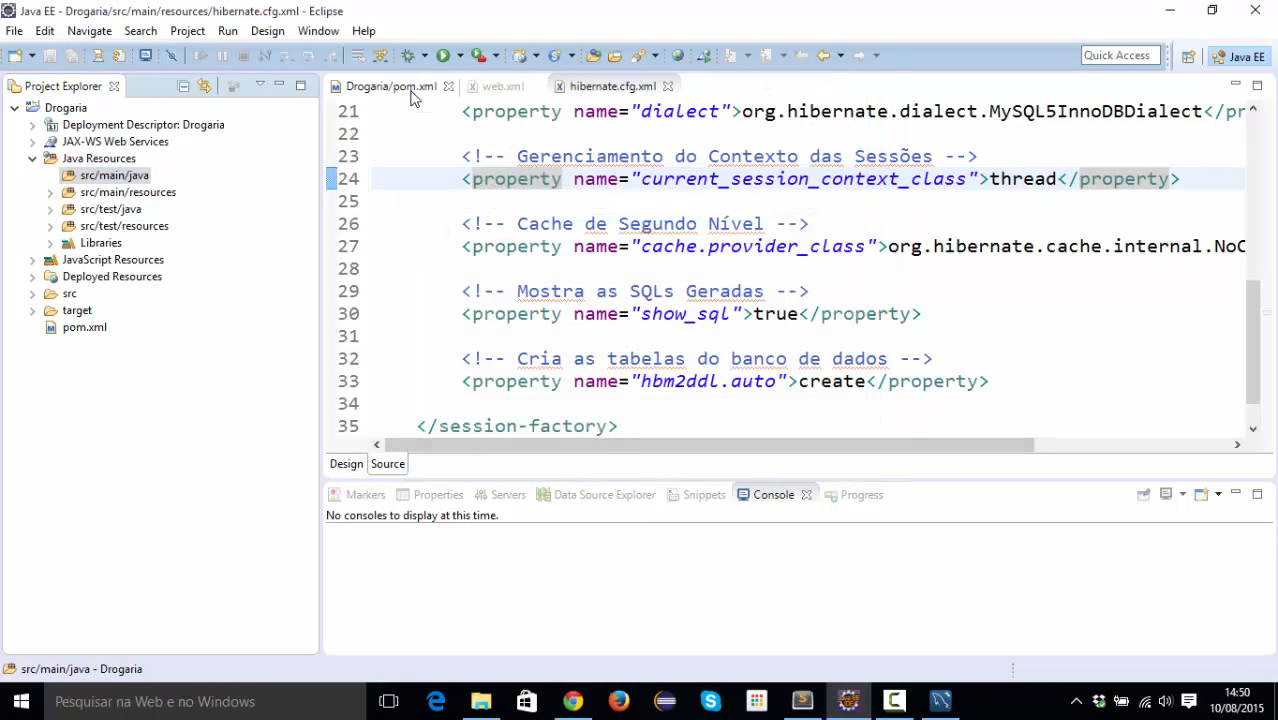 Java EE - Drogaria/src/main/resources/hibernate.cfg.xml - Eclipse
File Edit Navigate Search Project Run Design Window Help
Quick Access
Java EE
Project Explorer
Drogaria/pom.xml
web.xml
hibernate.cfg.xml
Drogaria
Deployment Descriptor: Drogaria
JAX-WS Web Services
Java Resources
src/main/java
src/main/resources
src/test/java
src/test/resources
Libraries
JavaScript Resources
Deployed Resources
src
target
pom.xml
21 <property name="dialect">org.hibernate.dialect.MySQL5InnoDBDialect</pr
22
23 <!-- Gerenciamento do Contexto das Sessões -->
24 <property name="current_session_context_class">thread</property>
25
26 <!-- Cache de Segundo Nível -->
27 <property name="cache.provider_class">org.hibernate.cache.internal.NoC
28
29 <!-- Mostra as SQLs Geradas -->
30 <property name="show_sql">true</property>
31
32 <!-- Cria as tabelas do banco de dados -->
33 <property name="hbm2ddl.auto">create</property>
34
35 </session-factory>
Design Source
Markers Properties Servers Data Source Explorer Snippets Console Progress
No consoles to display at this time.
src/main/java - Drogaria
Pesquisar na Web e no Windows
14:50
10/08/2015